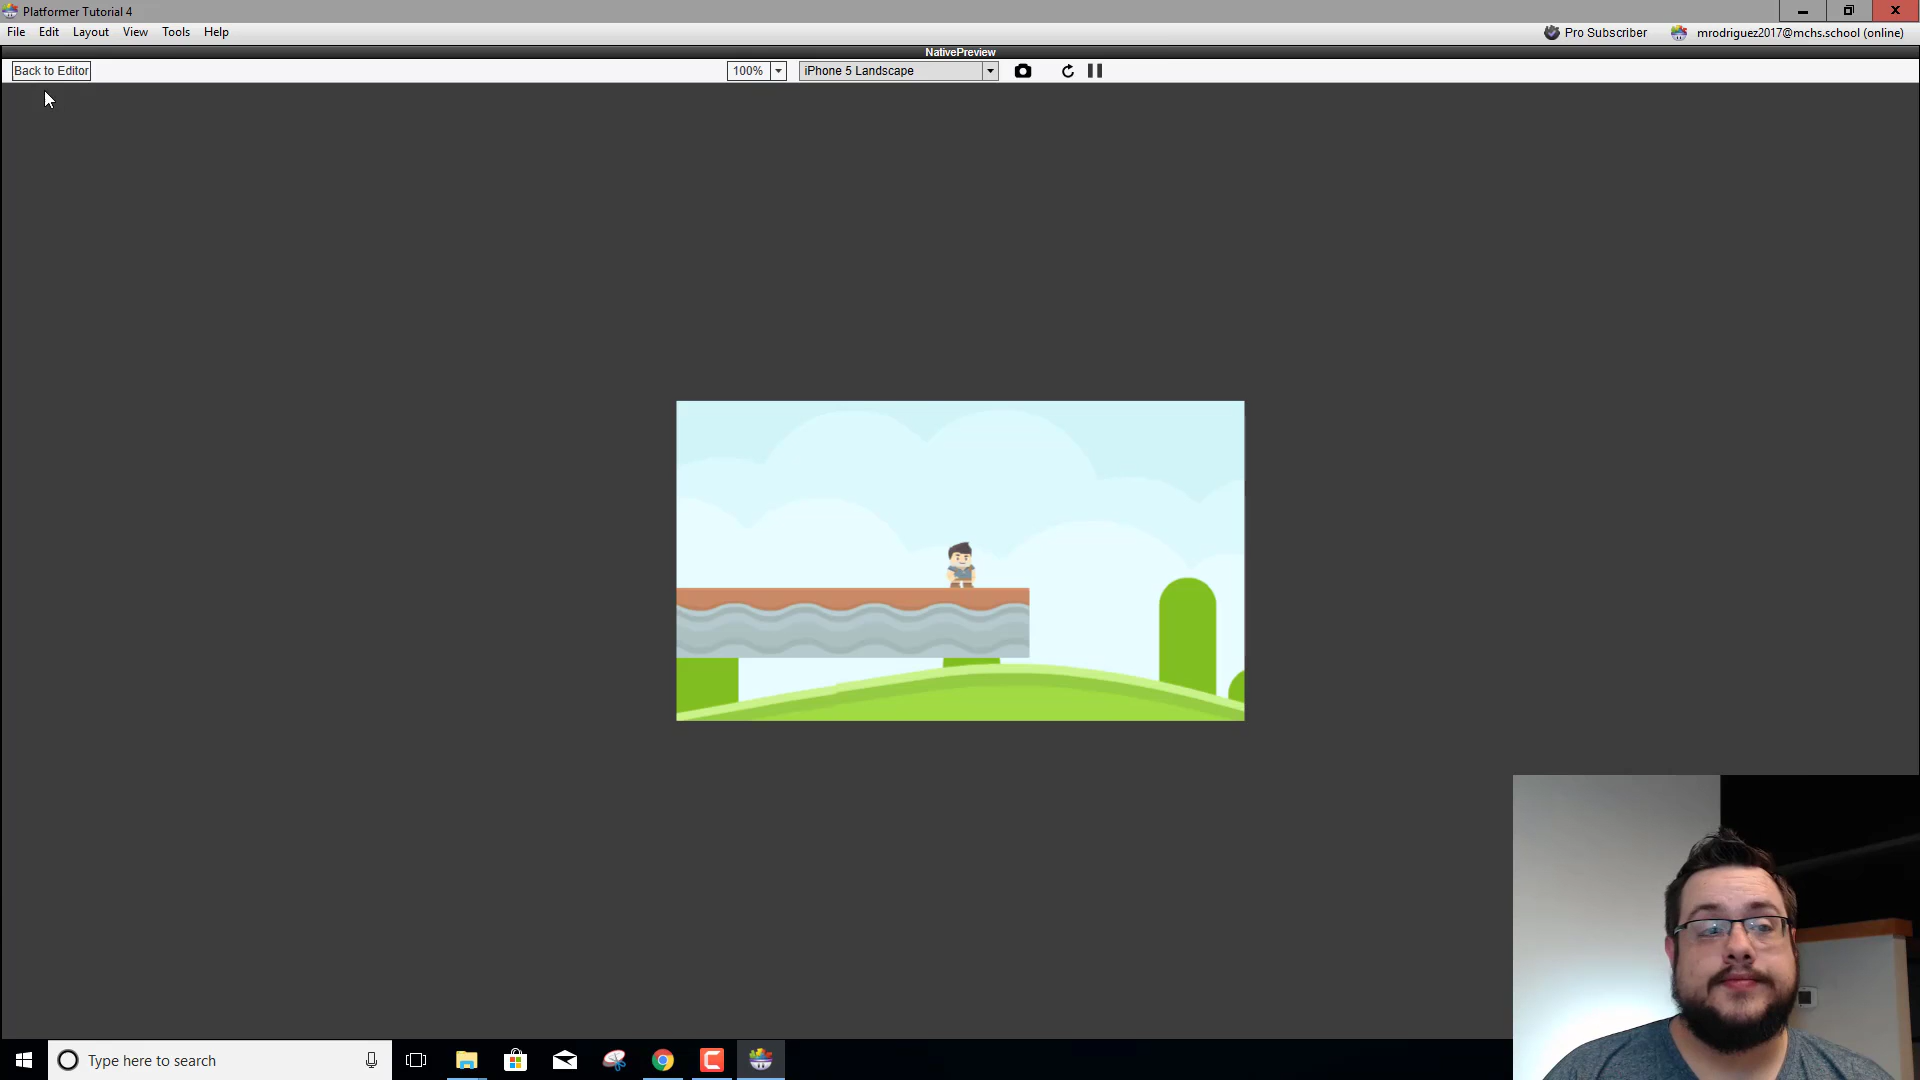 Platformer Tutorial 4
File Edit Layout View Tools Help
Pro Subscriber mrodriguez2017@mchs.school (online)
NativePreview
Back to Editor
100% iPhone 5 Landscape
Type here to search